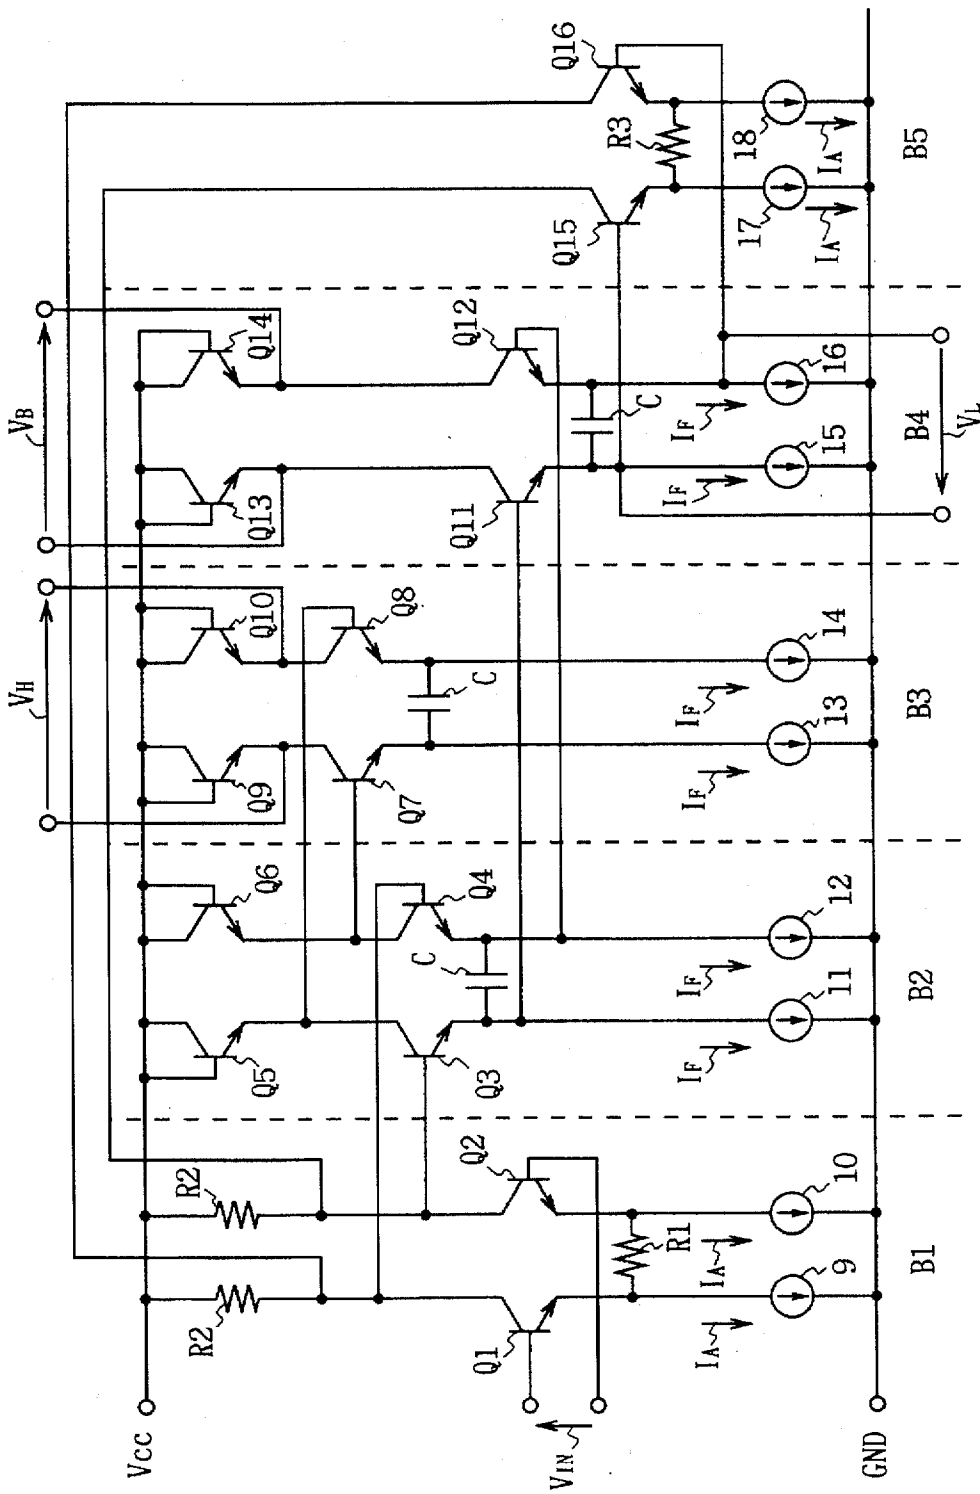 VCC
GND
VIN
R2
R2
Q1
Q2
R1
IA
IA
9
10
B1
Q5
Q6
Q3
Q4
C
IF
IF
11
12
B2
VH
Q9
Q10
Q7
Q8
C
IF
IF
13
14
B3
VB
Q13
Q14
Q11
Q12
C
IF
IF
15
16
B4
VL
Q15
Q16
R3
17
18
IA
IA
B5